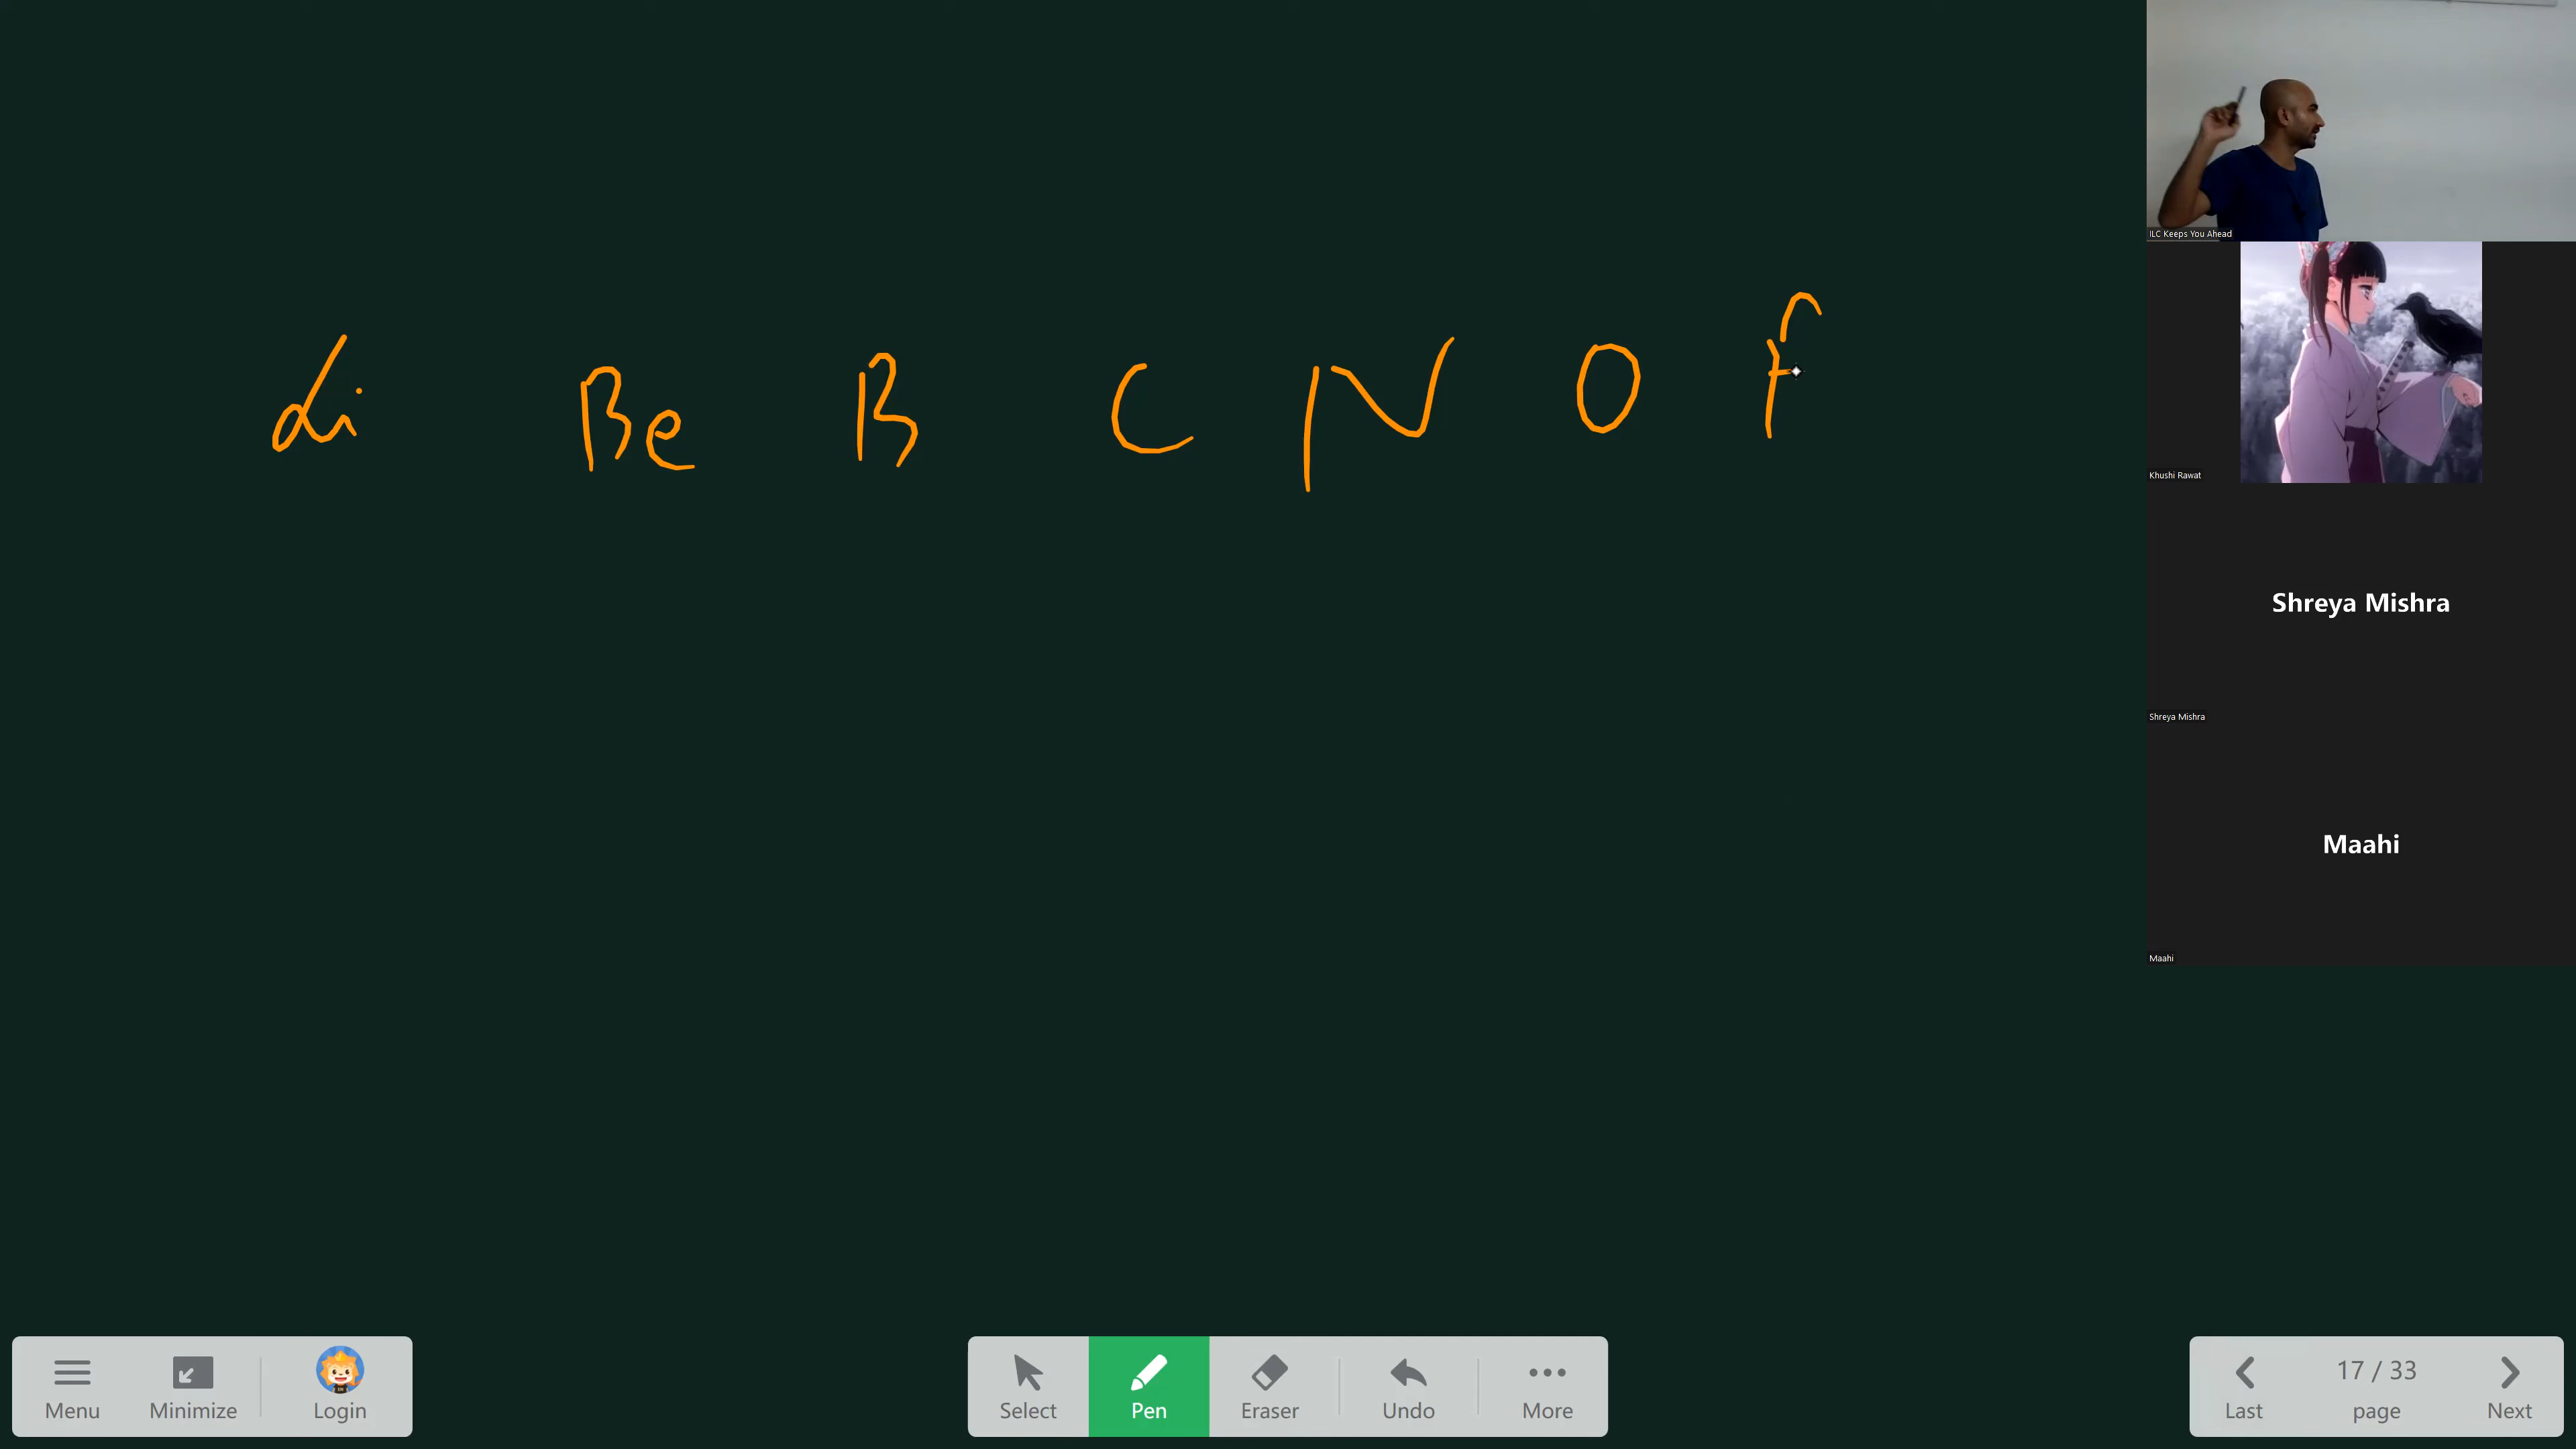 Li Be B C N O F
ILC Keeps You Ahead
Khushi Rawat
Shreya Mishra
Shreya Mishra
Maahi
Maahi
Menu Minimize Login
Select Pen Eraser Undo More
17 / 33
Last page Next